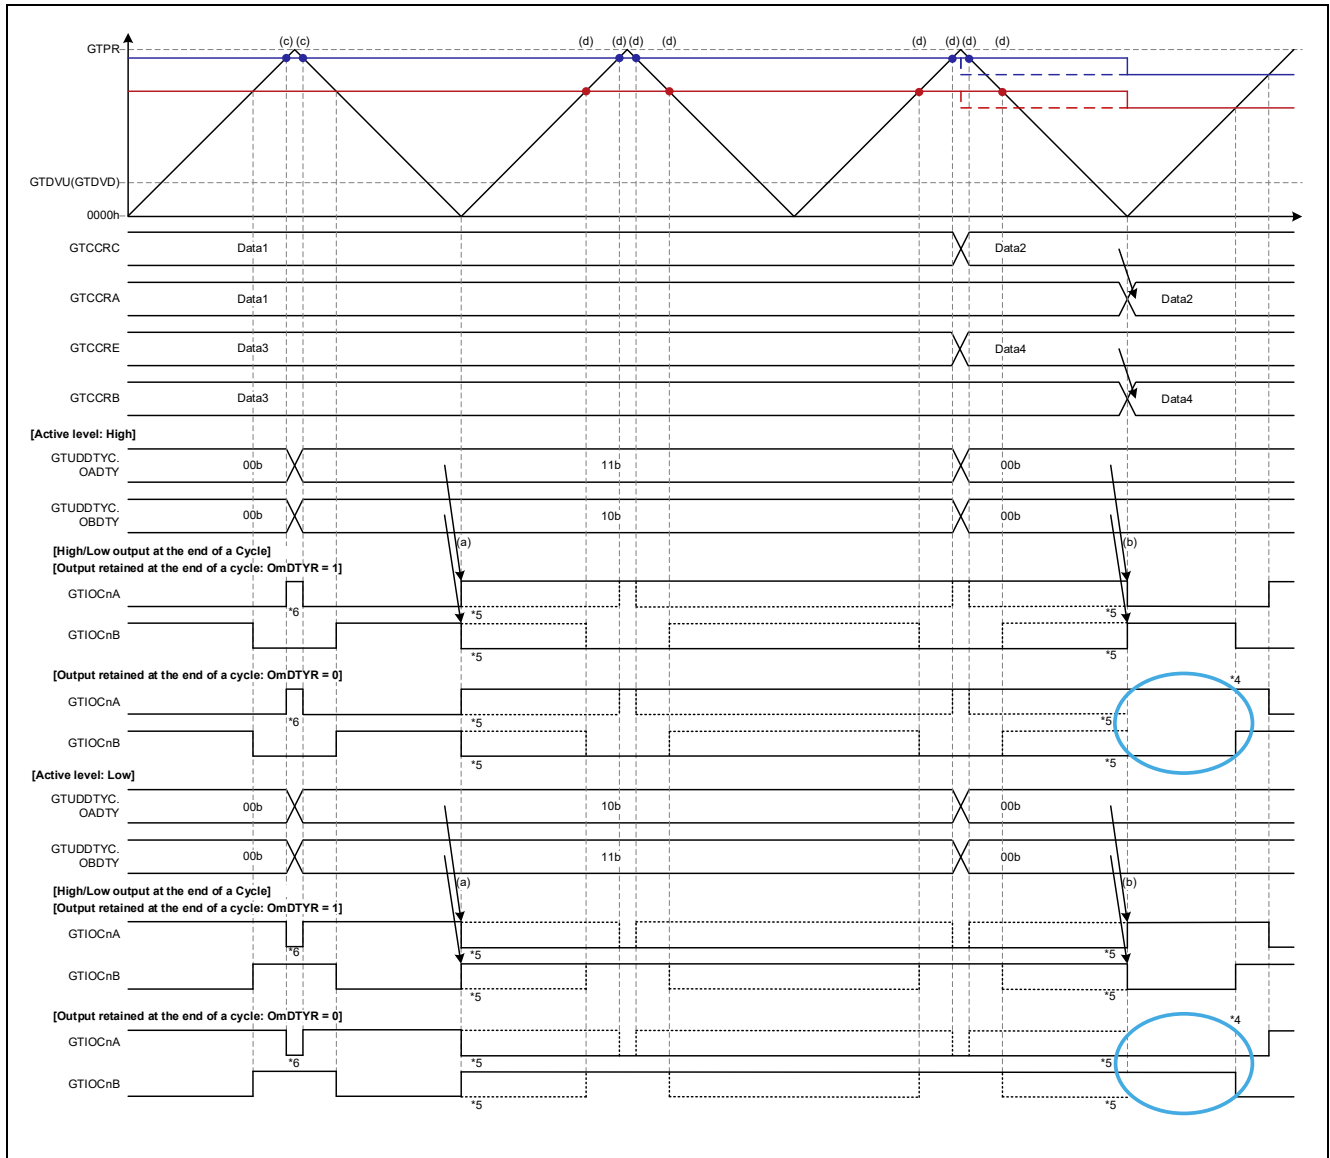 (c) (c) (d) (d) (d) (d) (d) (d) (d) (d)
GTPR
GTDVU(GTDVD)
0000h
GTCCRC Data1 Data2
GTCCRA Data1 Data2
GTCCRE Data3 Data4
GTCCRB Data3 Data4
[Active level: High]
GTUDDTYC.
OADTY 00b 11b 00b
GTUDDTYC.
OBDTY 00b 10b 00b
(a) (b)
[High/Low output at the end of a Cycle]
[Output retained at the end of a cycle: OmDTYR = 1]
GTIOCnA
*6 *5 *5
GTIOCnB
*5 *5
[Output retained at the end of a cycle: OmDTYR = 0]
*4
GTIOCnA
*6 *5 *5
GTIOCnB
*5 *5
[Active level: Low]
GTUDDTYC.
OADTY 00b 10b 00b
GTUDDTYC.
OBDTY 00b 11b 00b
(a) (b)
[High/Low output at the end of a Cycle]
[Output retained at the end of a cycle: OmDTYR = 1]
GTIOCnA
*6 *5 *5
GTIOCnB
*5 *5
[Output retained at the end of a cycle: OmDTYR = 0]
*4
GTIOCnA
*6 *5 *5
GTIOCnB
*5 *5